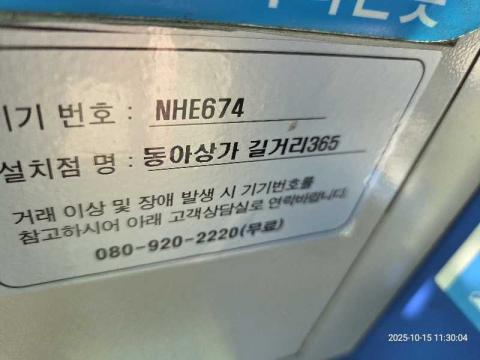 기기 번호 : NHE674
설치점 명 : 동아상가 길거리365
거래 이상 및 장애 발생 시 기기번호를
참고하시어 아래 고객상담실로 연락바랍니다.
080-920-2220(무료)
2025-10-15 11:30:04